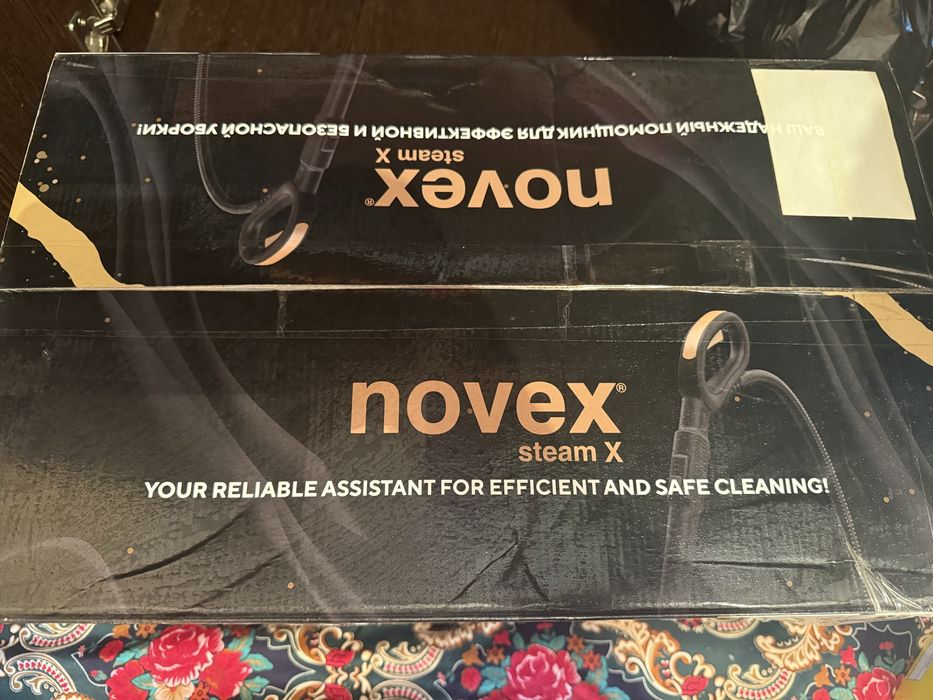 ВАШ НАДЕЖНЫЙ ПОМОЩНИК ДЛЯ ЭФФЕКТИВНОЙ И БЕЗОПАСНОЙ УБОРКИ!
steam X
novex®
novex®
steam X
YOUR RELIABLE ASSISTANT FOR EFFICIENT AND SAFE CLEANING!